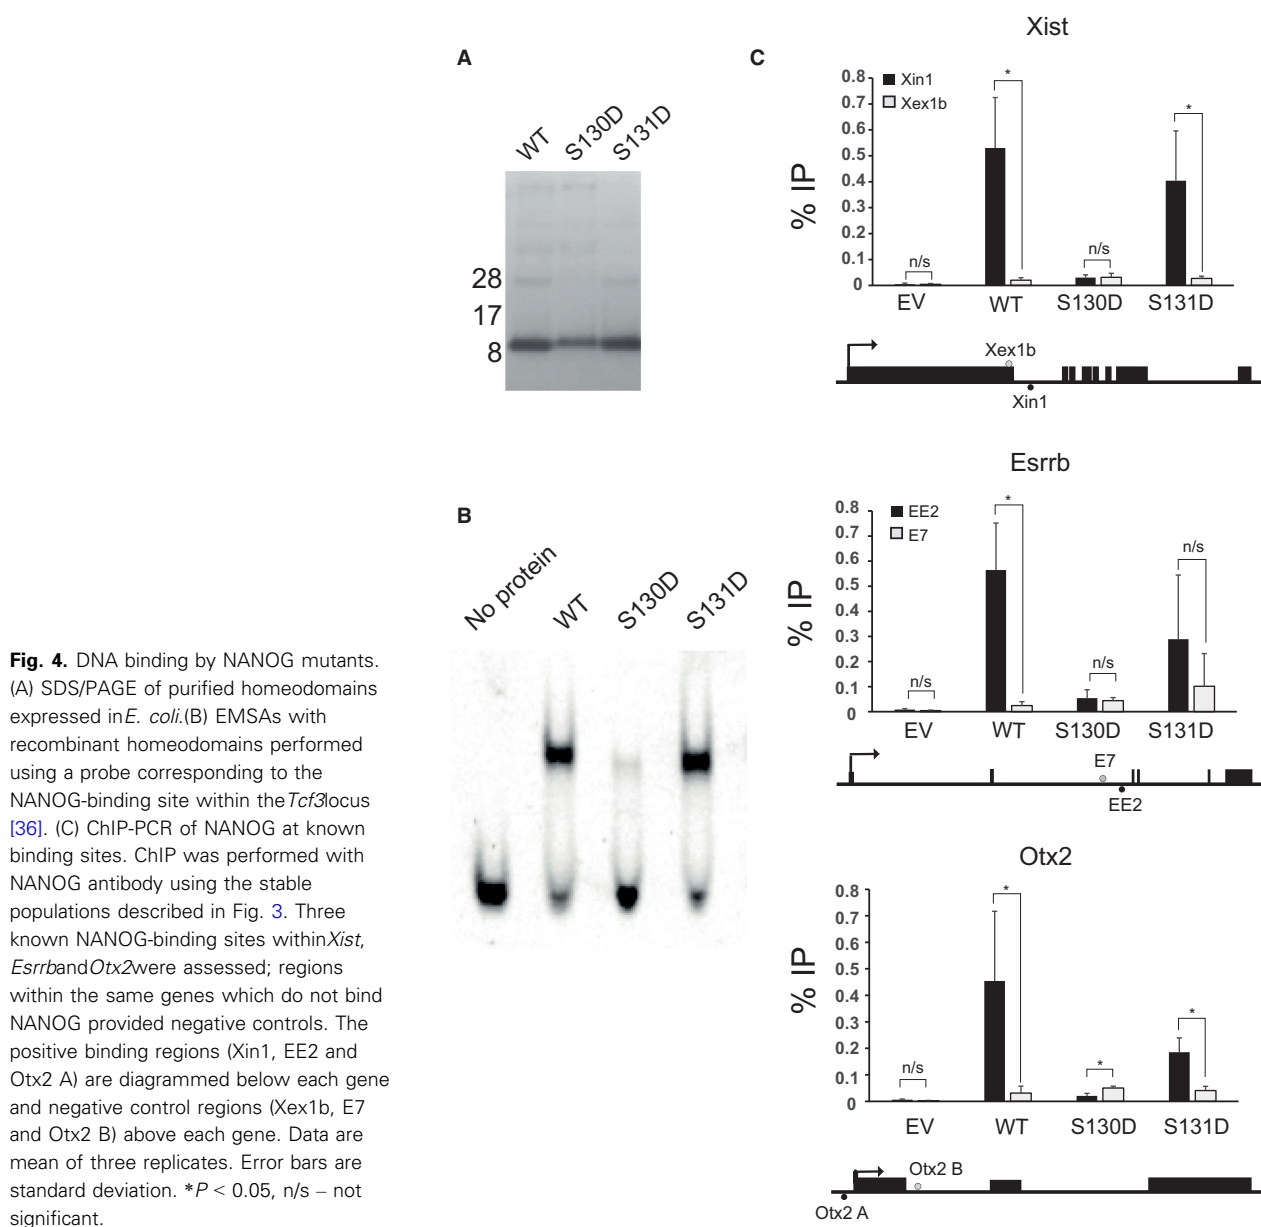 A
WT
S130D
S131D
28
17
8
B
No protein
WT
S130D
S131D
Fig. 4. DNA binding by NANOG mutants.
(A) SDS/PAGE of purified homeodomains
expressed inE. coli.(B) EMSAs with
recombinant homeodomains performed
using a probe corresponding to the
NANOG-binding site within theTcf3locus
[36]. (C) ChIP-PCR of NANOG at known
binding sites. ChIP was performed with
NANOG antibody using the stable
populations described in Fig. 3. Three
known NANOG-binding sites withinXist,
EsrrbandOtx2were assessed; regions
within the same genes which do not bind
NANOG provided negative controls. The
positive binding regions (Xin1, EE2 and
Otx2 A) are diagrammed below each gene
and negative control regions (Xex1b, E7
and Otx2 B) above each gene. Data are
mean of three replicates. Error bars are
standard deviation. *P < 0.05, n/s – not
significant.
C
Xist
% IP
0.8
0.7
0.6
0.5
0.4
0.3
0.2
0.1
0
Xin1
Xex1b
n/s
*
n/s
*
EV WT S130D S131D
Xex1b
Xin1
Esrrb
% IP
0.8
0.7
0.6
0.5
0.4
0.3
0.2
0.1
0
EE2
E7
n/s
*
n/s
n/s
EV WT S130D S131D
E7
EE2
Otx2
% IP
0.8
0.7
0.6
0.5
0.4
0.3
0.2
0.1
0
n/s
*
*
*
EV WT S130D S131D
Otx2 B
Otx2 A